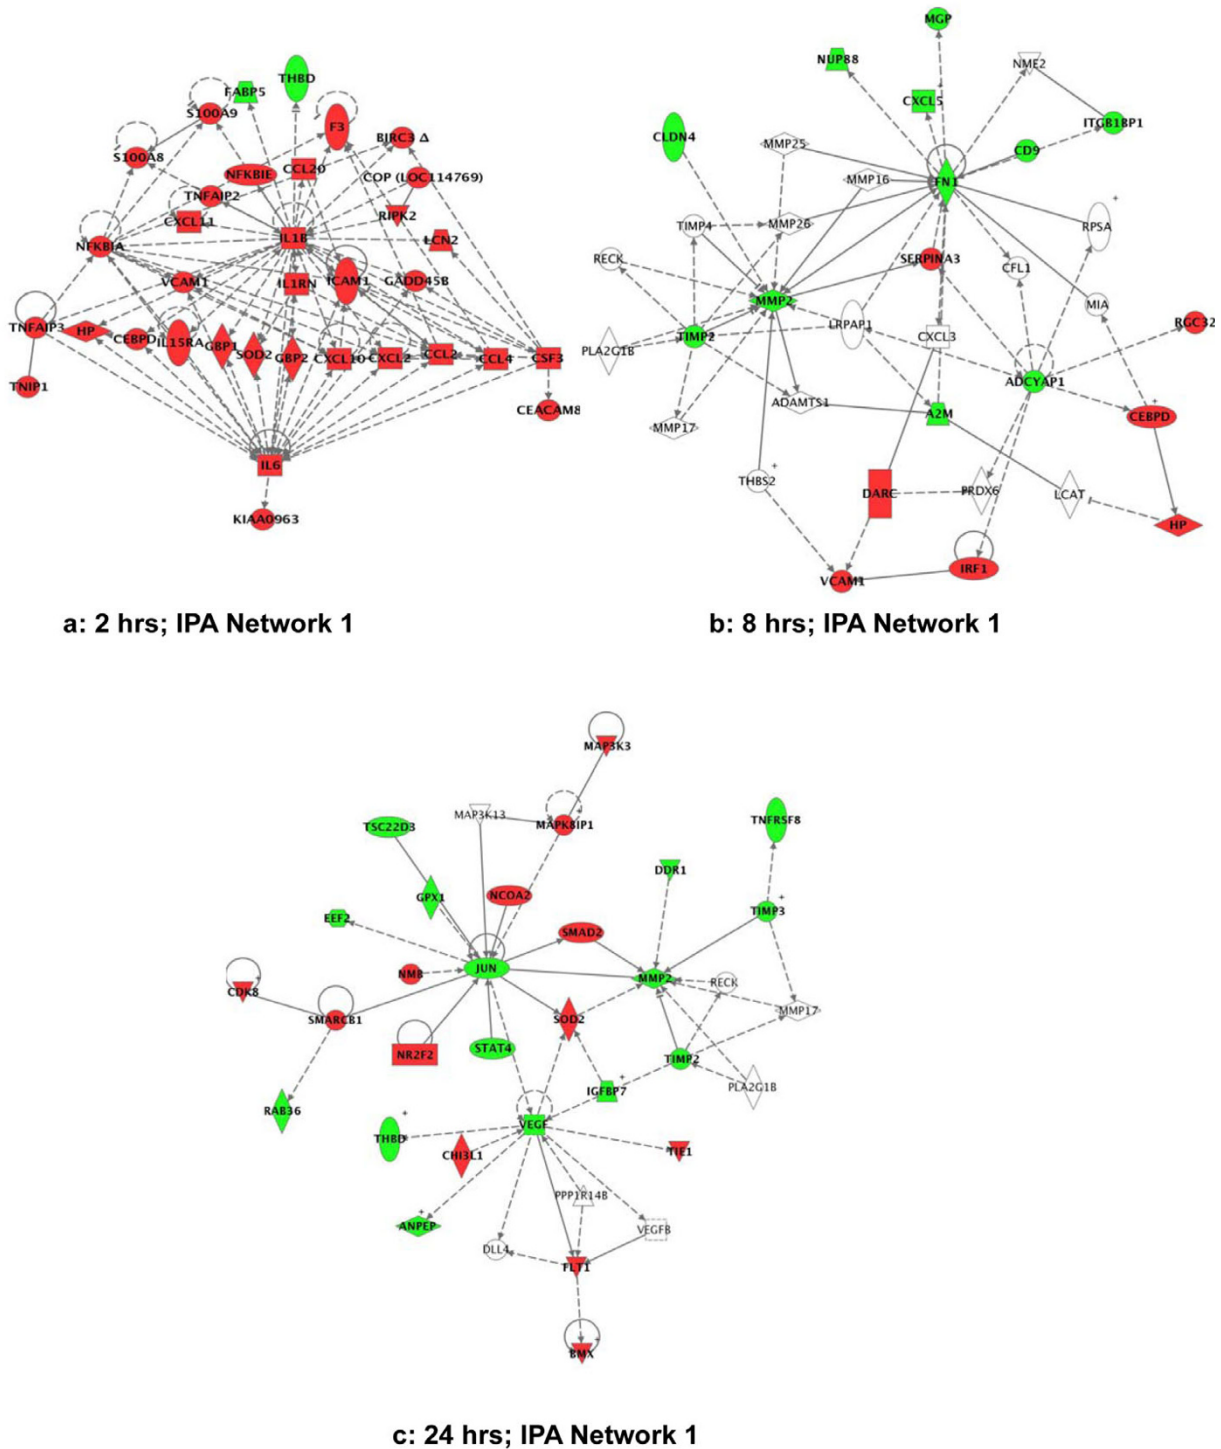 THBD
FABP5
S100A9
F3
BIRC3 Δ
S100A8
CCL20
NFKBIE
COP (LOC114769)
TNFAIP2
CXCL11
RIPK2
IL1B
LCN2
NFKBIA
VCAM1
IL1RN
ICAM1
GADD45B
TNFAIP3
HP
CEBPD
IL15RA
GBP1
SOD2
GBP2
CXCL10
CXCL2
CCL2
CCL4
CSF3
TNIP1
CEACAM8
IL6
KIAA0963
a: 2 hrs; IPA Network 1
MGP
NUP88
NME2
CXCL5
ITGB1BP1
CLDN4
MMP25
CD9
MMP16
FN1
TIMP4
MMP26
RPSA
RECK
SERPINA3
CFL1
MMP2
MIA
LRPAP1
CXCL3
RGC32
TIMP2
PLA2G1B
ADCYAP1
ADAMTS1
A2M
CEBPD
MMP17
THBS2
DARC
PRDX6
LCAT
HP
VCAM1
IRF1
b: 8 hrs; IPA Network 1
MAP3K3
MAP3K13
MAPK8IP1
TSC22D3
TNFRSF8
DDR1
GPX1
NCOA2
EEF2
TIMP3
SMAD2
NMB
JUN
MMP2
RECK
CDK8
SMARCB1
SOD2
MMP17
NR2F2
STAT4
TIMP2
IGFBP7
PLA2G1B
RAB36
VEGF
THBD
CHI3L1
TIE1
PPP1R14B
ANPEP
VEGFB
DLL4
FLT1
BMX
c: 24 hrs; IPA Network 1